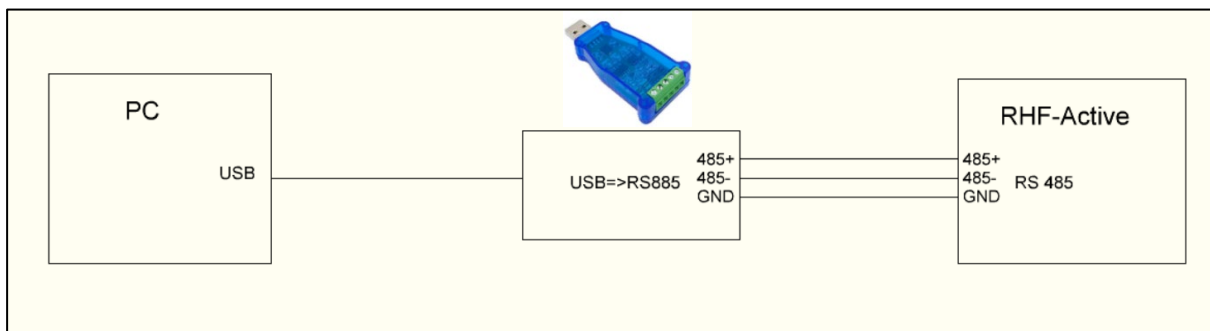 PC
USB
USB=>RS885
485+
485-
GND
RHF-Active
485+
485-
GND
RS 485